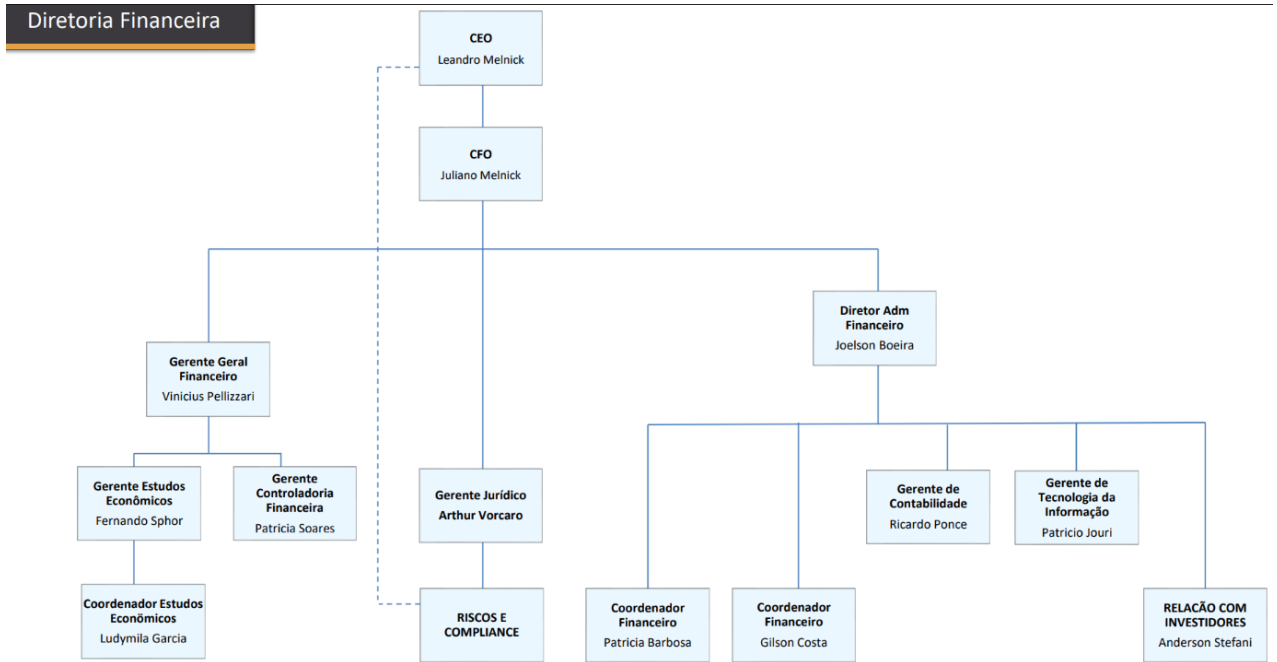 Diretoria Financeira
CEO
Leandro Melnick
CFO
Juliano Melnick
Diretor Adm
Financeiro
Joelson Boeira
Gerente Geral
Financeiro
Vinicius Pellizzari
Gerente Estudos
Econômicos
Fernando Sphor
Gerente
Controladoria
Financeira
Patricia Soares
Gerente Jurídico
Arthur Vorcaro
Gerente de
Contabilidade
Ricardo Ponce
Gerente de
Tecnologia da
Informação
Patricio Jouri
Coordenador Estudos
Econômicos
Ludymila Garcia
RISCOS E
COMPLIANCE
Coordenador
Financeiro
Patricia Barbosa
Coordenador
Financeiro
Gilson Costa
RELACÃO COM
INVESTIDORES
Anderson Stefani